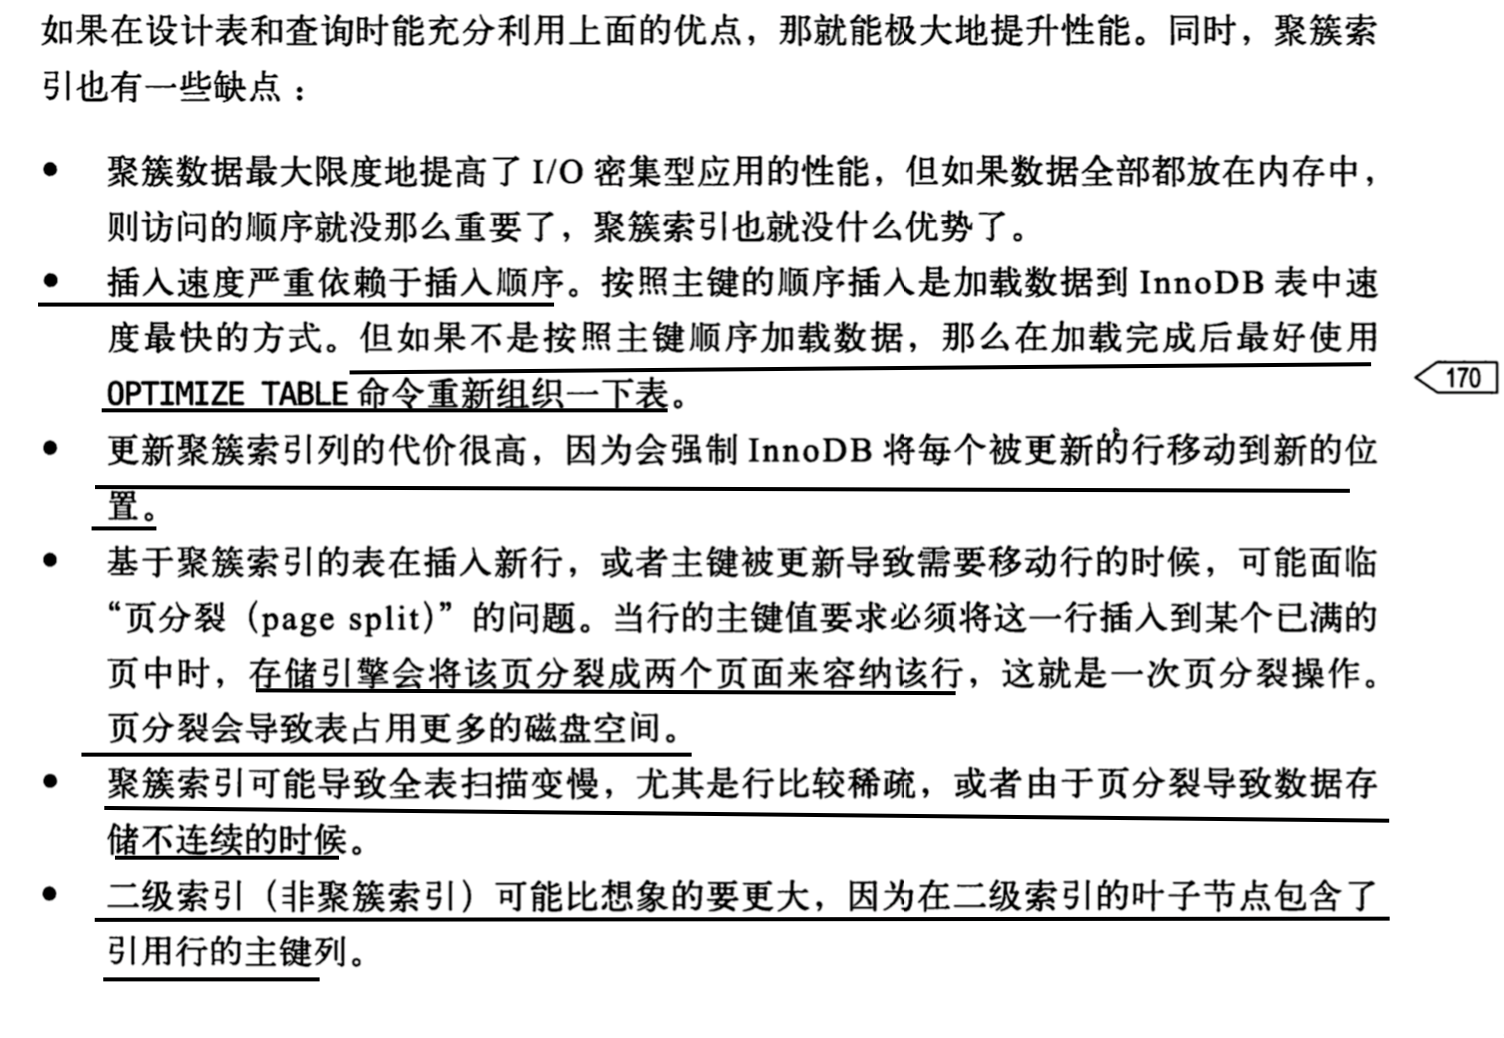 如果在设计表和查询时能充分利用上面的优点，那就能极大地提升性能。同时，聚簇索
引也有一些缺点：
● 聚簇数据最大限度地提高了 I/O 密集型应用的性能，但如果数据全部都放在内存中，
则访问的顺序就没那么重要了，聚簇索引也就没什么优势了。
● 插入速度严重依赖于插入顺序。按照主键的顺序插入是加载数据到 InnoDB 表中速
度最快的方式。但如果不是按照主键顺序加载数据，那么在加载完成后最好使用
OPTIMIZE TABLE 命令重新组织一下表。
170
● 更新聚簇索引列的代价很高，因为会强制 InnoDB 将每个被更新的行移动到新的位
置。
● 基于聚簇索引的表在插入新行，或者主键被更新导致需要移动行的时候，可能面临
“页分裂（page split）”的问题。当行的主键值要求必须将这一行插入到某个已满的
页中时，存储引擎会将该页分裂成两个页面来容纳该行，这就是一次页分裂操作。
页分裂会导致表占用更多的磁盘空间。
● 聚簇索引可能导致全表扫描变慢，尤其是行比较稀疏，或者由于页分裂导致数据存
储不连续的时候。
● 二级索引（非聚簇索引）可能比想象的要更大，因为在二级索引的叶子节点包含了
引用行的主键列。